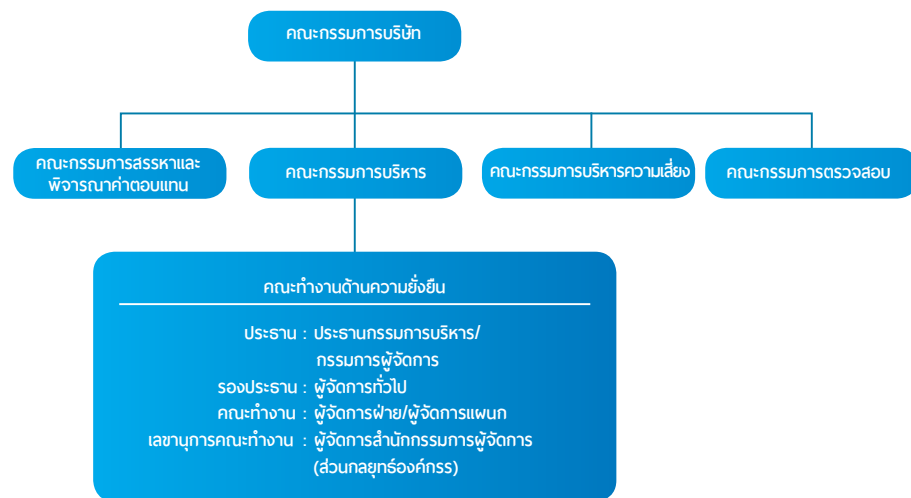 คณะกรรมการบริษัท
คณะกรรมการสรรหาและ
พิจารณาค่าตอบแทน
คณะกรรมการบริหาร
คณะกรรมการบริหารความเสี่ยง
คณะกรรมการตรวจสอบ
คณะทำงานด้านความยั่งยืน
ประธาน : ประธานกรรมการบริหาร/
กรรมการผู้จัดการ
รองประธาน : ผู้จัดการทั่วไป
คณะทำงาน : ผู้จัดการฝ่าย/ผู้จัดการแผนก
เลขานุการคณะทำงาน : ผู้จัดการสำนักกรรมการผู้จัดการ
(ส่วนกลยุทธ์องค์กรร)